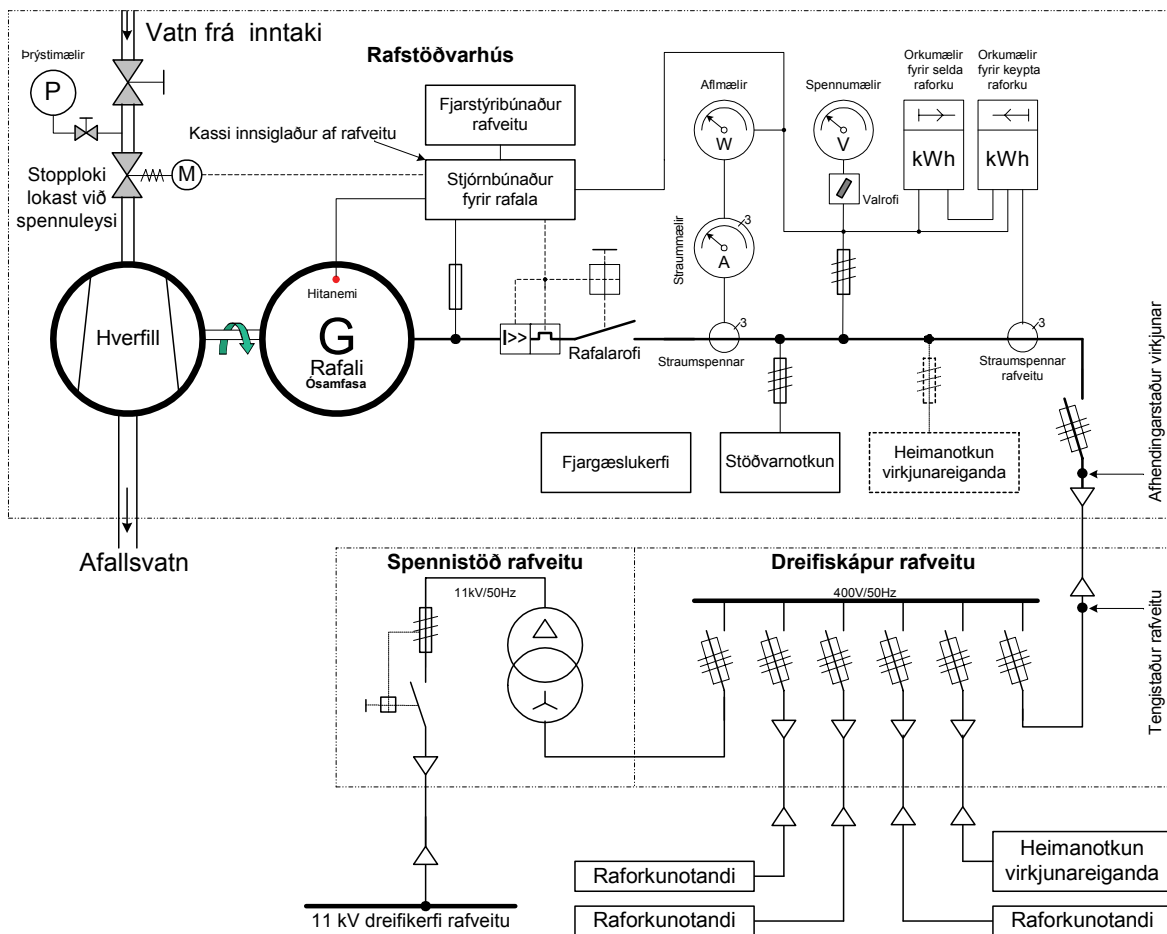 Vatn frá inntaki
Þrýstimælir
P
Rafstöðvarhús
Fjarstýribúnaður
rafveitu
Kassi innsiglaður af rafveitu
Stjórnbúnaður
fyrir rafala
Stopploki
lokast við
spennuleysi
M
Aflmælir
W
Spennumælir
V
Valrofi
Orkumælir
fyrir selda
raforku
kWh
Orkumælir
fyrir keypta
raforku
kWh
Straummælir
A
3
Hverfill
Hitanemi
G
Rafali
Ósamfasa
I>>
Rafalarofi
3
Straumspennar
3
Straumspennar
rafveitu
Fjargæslukerfi
Stöðvarnotkun
Heimanotkun
virkjunareiganda
Afhendingarstaður virkjunar
Afallsvatn
Spennistöð rafveitu
11kV/50Hz
Dreifiskápur rafveitu
400V/50Hz
Tengistaður rafveitu
Raforkunotandi
Raforkunotandi
Heimanotkun
virkjunareiganda
Raforkunotandi
11 kV dreifikerfi rafveitu